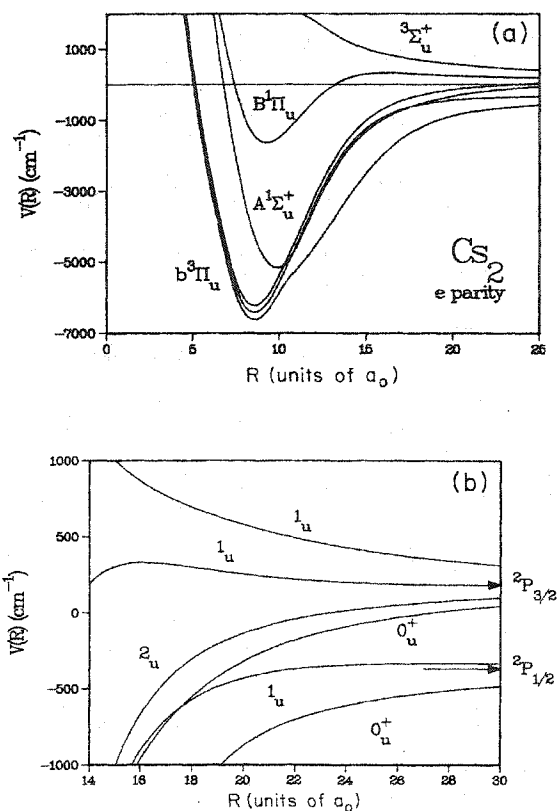 (a)
³Σᵤ⁺
B¹Πᵤ
A¹Σᵤ⁺
b³Πᵤ
Cs₂
e parity
V(R) (cm⁻¹)
1000
-1000
-3000
-5000
-7000
0 5 10 15 20 25
R (units of a₀)
(b)
1ᵤ
1ᵤ
²P₃/₂
2ᵤ
0ᵤ⁺
²P₁/₂
1ᵤ
0ᵤ⁺
V(R) (cm⁻¹)
1000
500
0
-500
-1000
14 16 18 20 22 24 26 28 30
R (units of a₀)